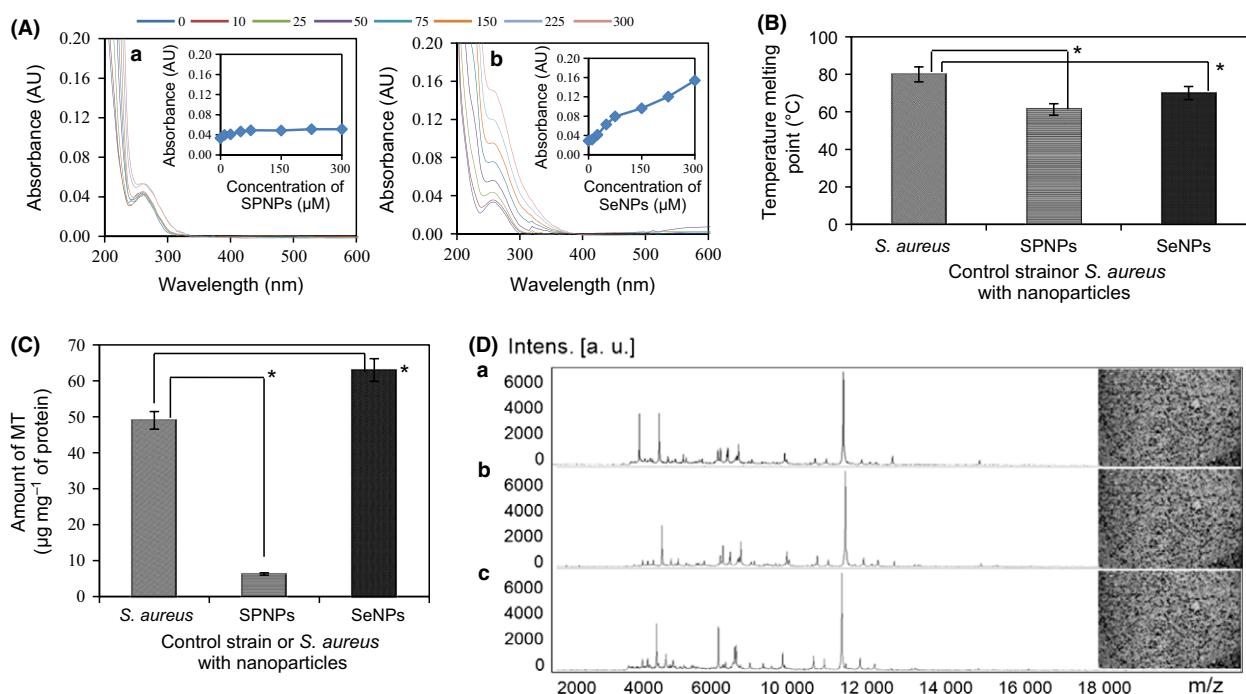 0 10 25 50 75 150 225 300
(A)
0.20
0.16
0.12
0.08
0.04
0.00
Absorbance (AU)
200 300 400 500 600
Wavelength (nm)
a
Absorbance (AU)
0.20
0.16
0.12
0.08
0.04
0.00
0 150 300
Concentration of
SPNPs (µM)
0.20
0.16
0.12
0.08
0.04
0.00
Absorbance (AU)
200 300 400 500 600
Wavelength (nm)
b
Absorbance (AU)
0.20
0.16
0.12
0.08
0.04
0.00
0 150 300
Concentration of
SeNPs (µM)
(B)
Temperature melting
point (°C)
100
80
60
40
20
0
*
*
S. aureus SPNPs SeNPs
Control strainor S. aureus
with nanoparticles
(C)
Amount of MT
(µg mg⁻¹ of protein)
70
60
50
40
30
20
10
0
*
*
S. aureus SPNPs SeNPs
Control strain or S. aureus
with nanoparticles
(D) Intens. [a. u.]
a
6000
4000
2000
0
b
6000
4000
2000
0
c
6000
4000
2000
0
2000 4000 6000 8000 10 000 12 000 14 000 16 000 18 000 m/z